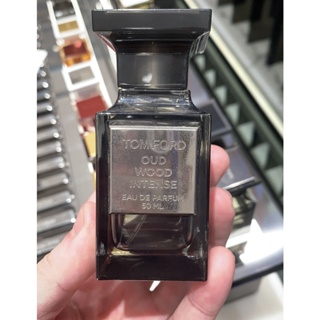 TOM FORD
OUD
WOOD
INTENSE
EAU DE PARFUM
50 ML